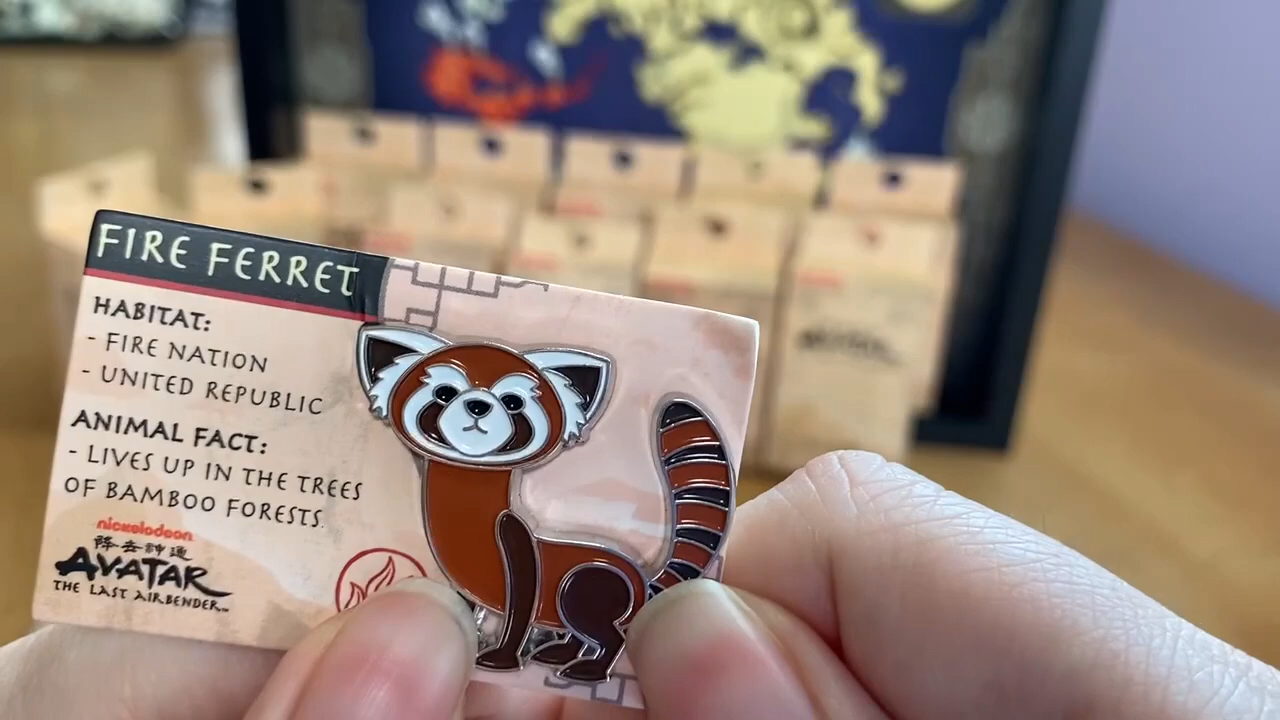 FIRE FERRET
HABITAT:
- FIRE NATION
- UNITED REPUBLIC
ANIMAL FACT:
- LIVES UP IN THE TREES
OF BAMBOO FORESTS.
nickelodeon
降去神通
AVATAR
THE LAST AIRBENDER™